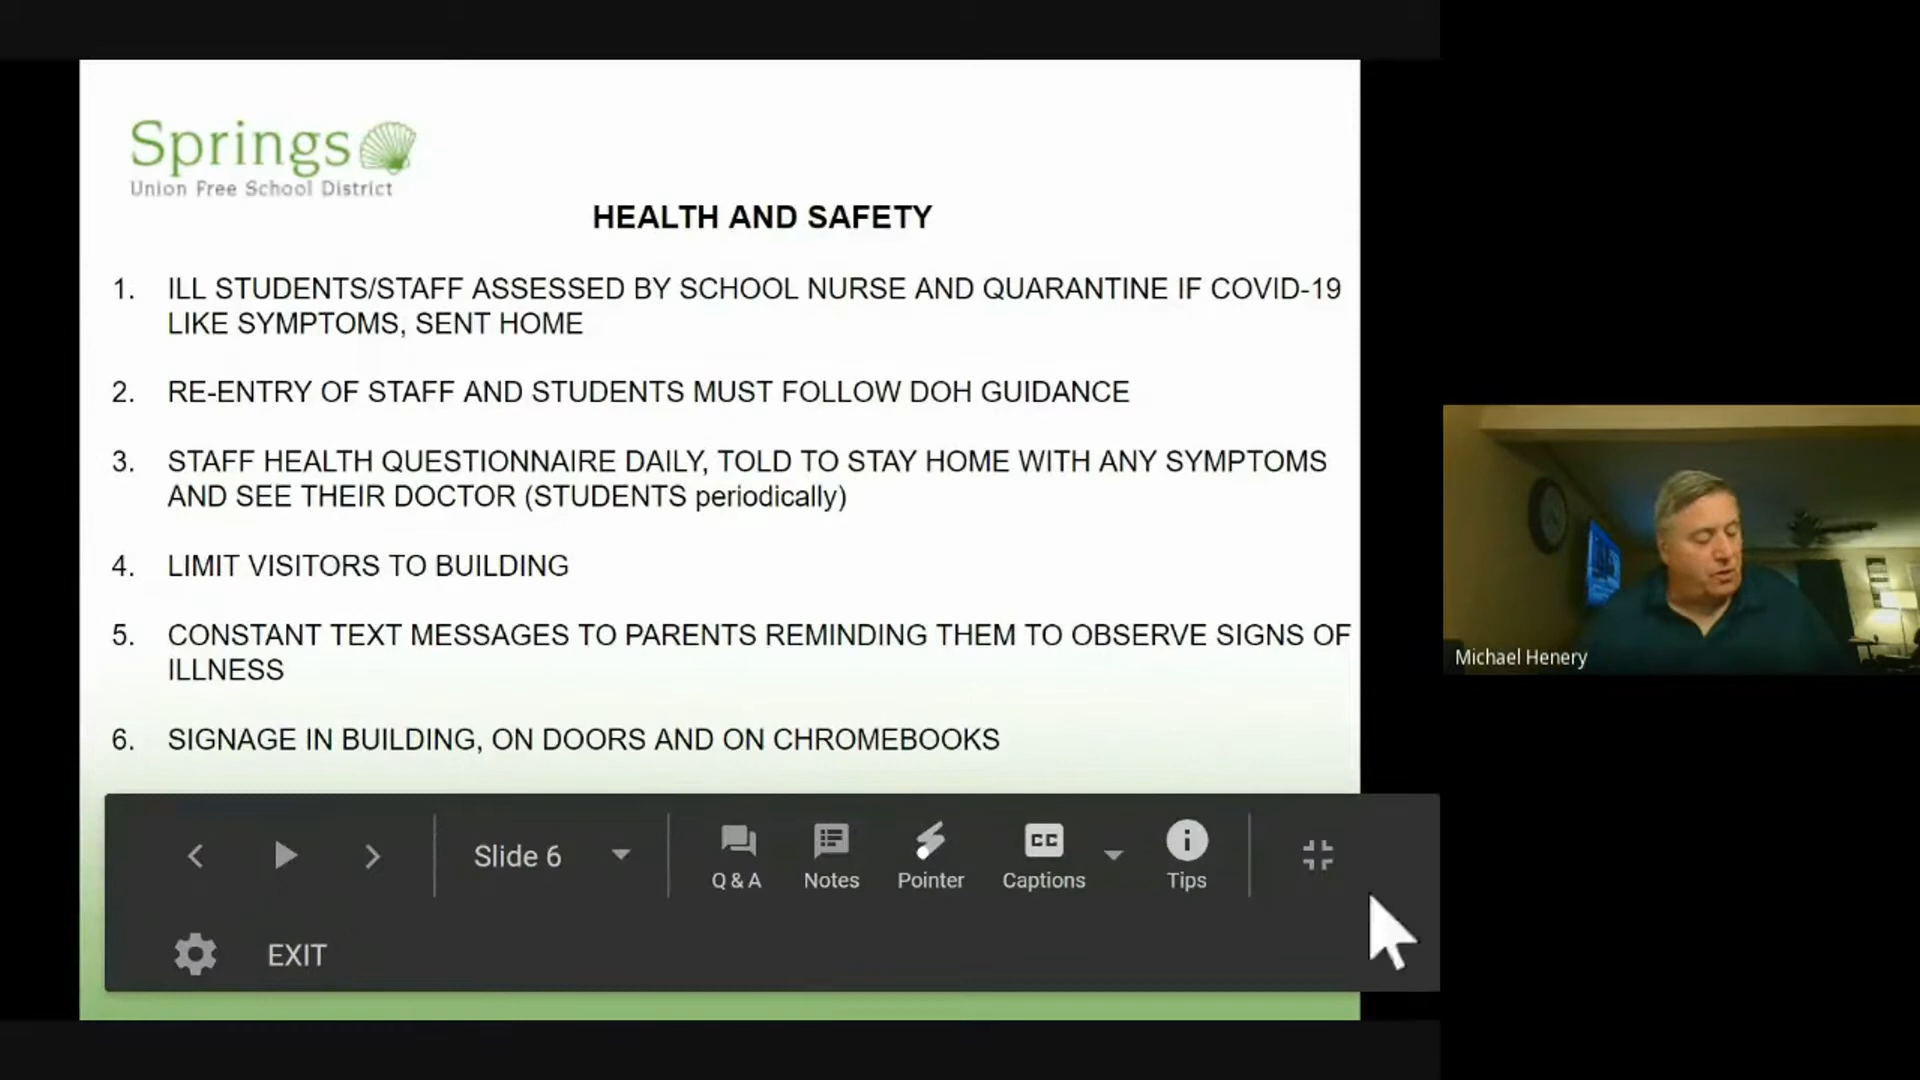 Springs
Union Free School District
HEALTH AND SAFETY
1. ILL STUDENTS/STAFF ASSESSED BY SCHOOL NURSE AND QUARANTINE IF COVID-19
LIKE SYMPTOMS, SENT HOME
2. RE-ENTRY OF STAFF AND STUDENTS MUST FOLLOW DOH GUIDANCE
3. STAFF HEALTH QUESTIONNAIRE DAILY, TOLD TO STAY HOME WITH ANY SYMPTOMS
AND SEE THEIR DOCTOR (STUDENTS periodically)
4. LIMIT VISITORS TO BUILDING
5. CONSTANT TEXT MESSAGES TO PARENTS REMINDING THEM TO OBSERVE SIGNS OF
ILLNESS
6. SIGNAGE IN BUILDING, ON DOORS AND ON CHROMEBOOKS
Slide 6
Q & A Notes Pointer Captions Tips
CC
EXIT
Michael Henery